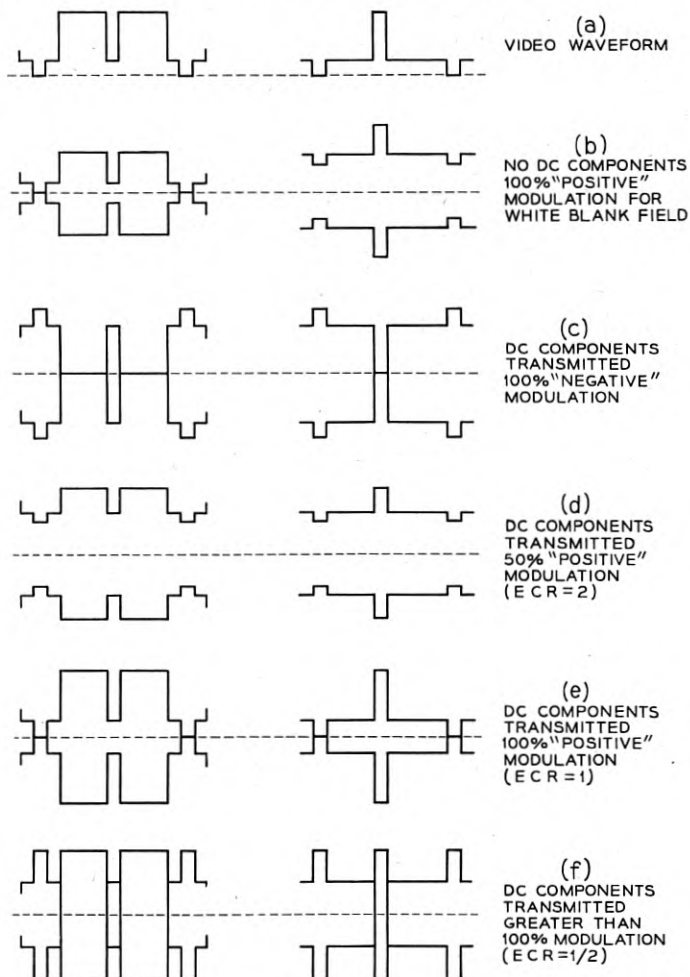 (a)
VIDEO WAVEFORM
(b)
NO DC COMPONENTS
100% "POSITIVE"
MODULATION FOR
WHITE BLANK FIELD
(c)
DC COMPONENTS
TRANSMITTED
100% "NEGATIVE"
MODULATION
(d)
DC COMPONENTS
TRANSMITTED
50% "POSITIVE"
MODULATION
(ECR=2)
(e)
DC COMPONENTS
TRANSMITTED
100% "POSITIVE"
MODULATION
(ECR=1)
(f)
DC COMPONENTS
TRANSMITTED
GREATER THAN
100% MODULATION
(ECR=1/2)